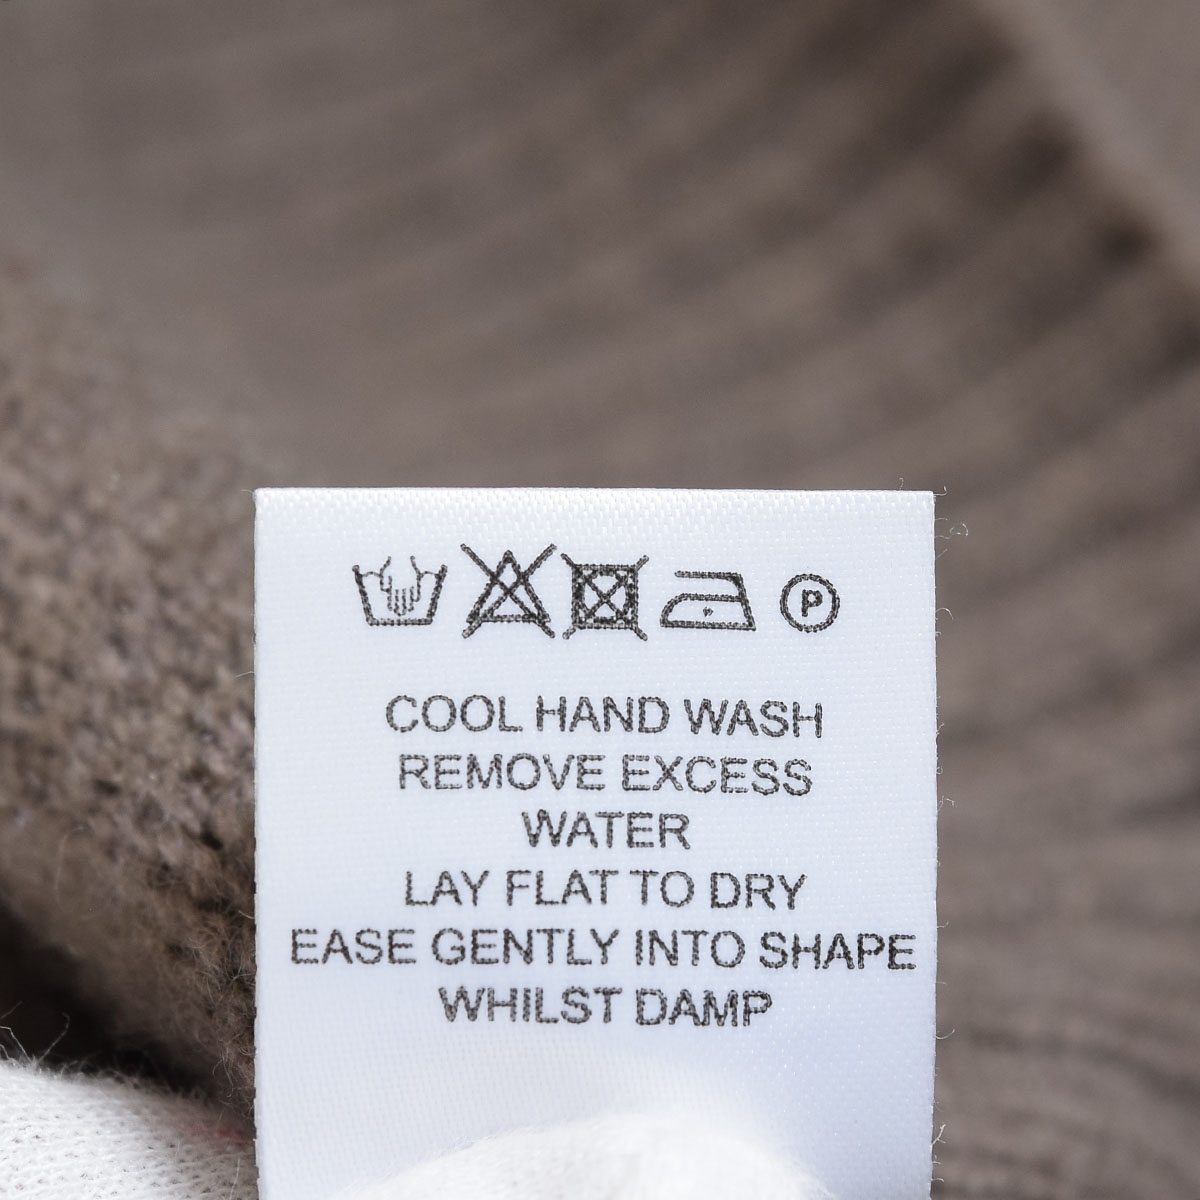 P
COOL HAND WASH
REMOVE EXCESS
WATER
LAY FLAT TO DRY
EASE GENTLY INTO SHAPE
WHILST DAMP